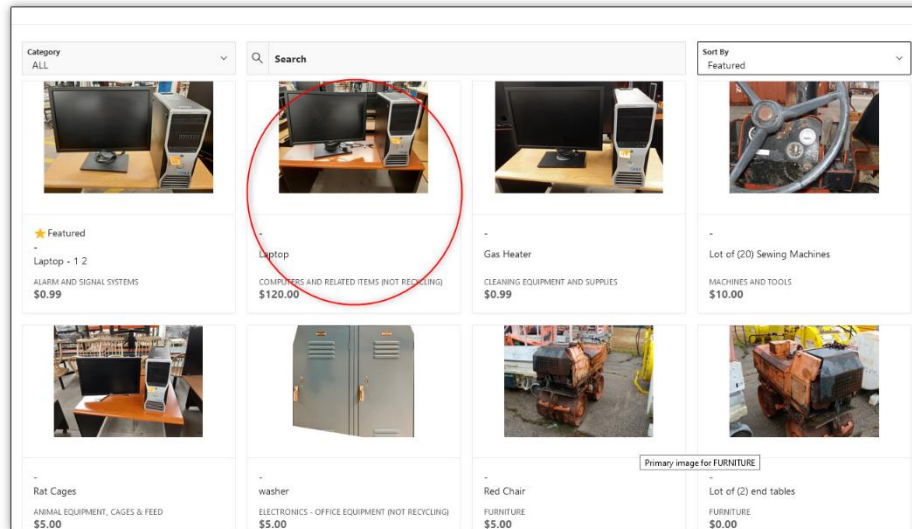 Category
ALL
Search
Sort By
Featured
Featured
-
Laptop - 1 2
ALARM AND SIGNAL SYSTEMS
$0.99
-
Laptop
COMPUTERS AND RELATED ITEMS (NOT RECYCLING)
$120.00
-
Gas Heater
CLEANING EQUIPMENT AND SUPPLIES
$0.99
-
Lot of (20) Sewing Machines
MACHINES AND TOOLS
$10.00
-
Rat Cages
ANIMAL EQUIPMENT, CAGES & FEED
$5.00
-
washer
ELECTRONICS - OFFICE EQUIPMENT (NOT RECYCLING)
$5.00
Primary image for FURNITURE
-
Red Chair
FURNITURE
$5.00
-
Lot of (2) end tables
FURNITURE
$0.00